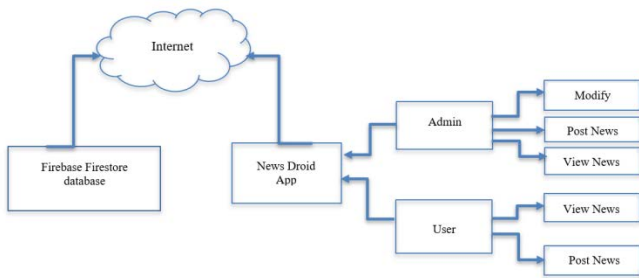 Internet
Modify
Admin
Post News
View News
Firebase Firestore
database
News Droid
App
View News
User
Post News